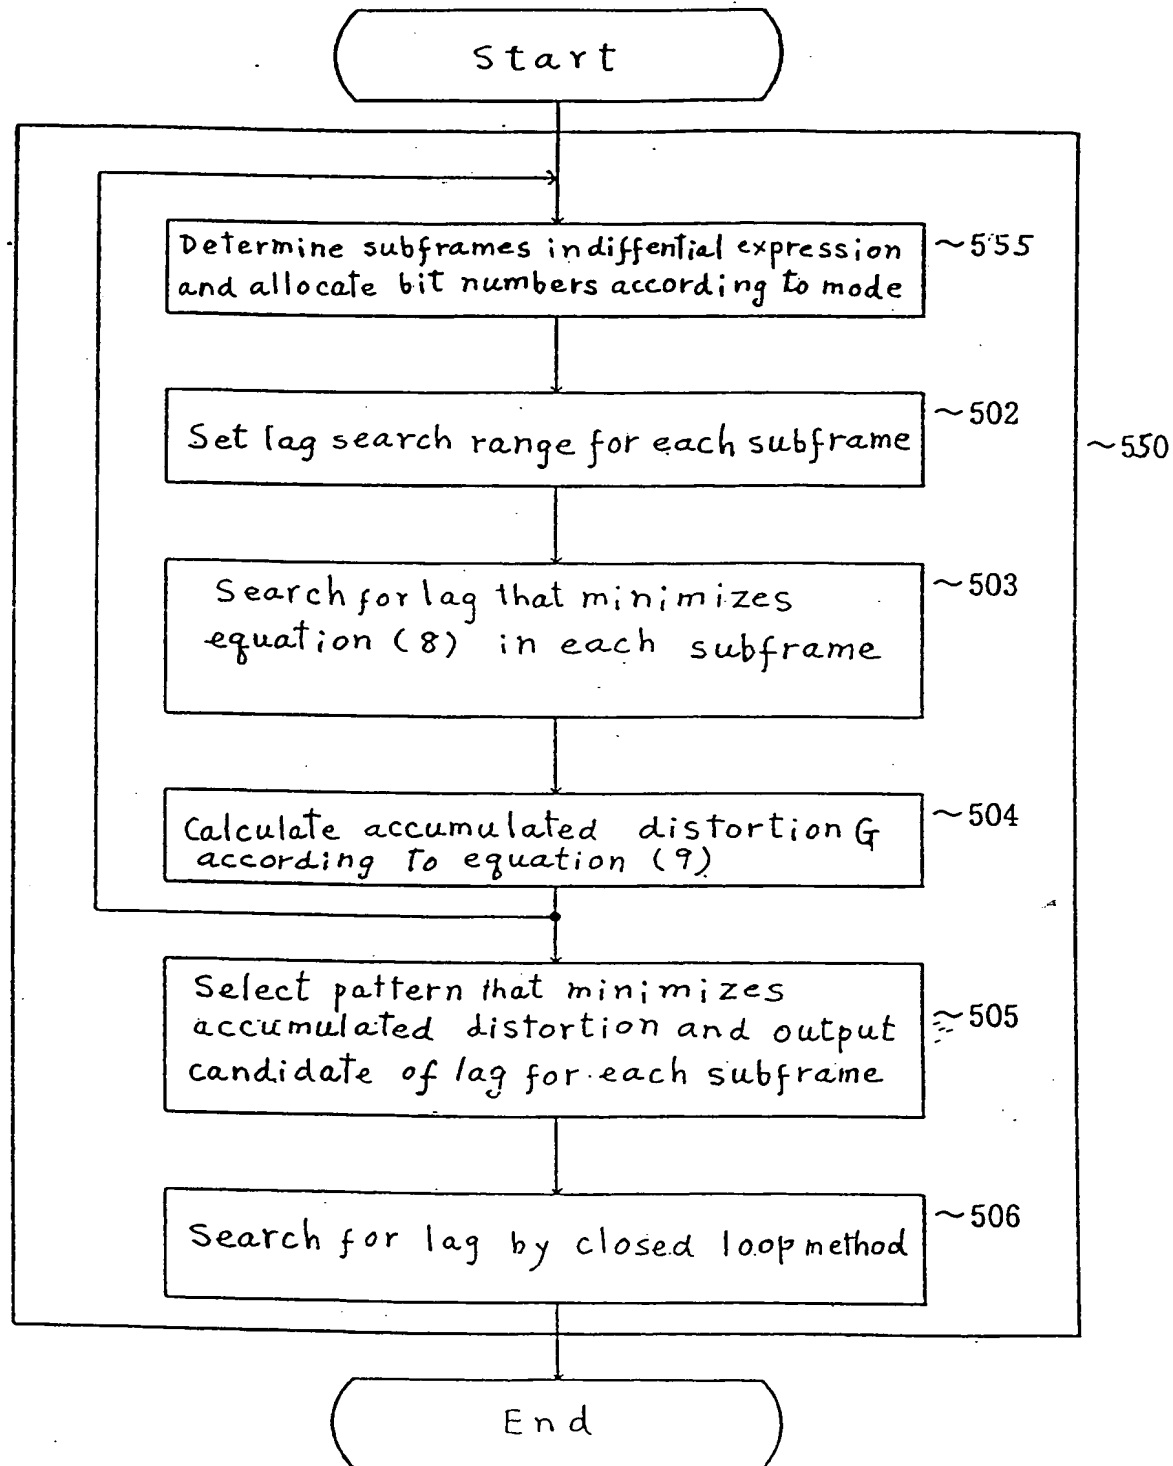 Start
Determine subframes in diffential expression ~555
and allocate bit numbers according to mode
Set lag search range for each subframe ~502
~550
Search for lag that minimizes ~503
equation (8) in each subframe
Calculate accumulated distortion G ~504
according to equation (9)
Select pattern that minimizes
accumulated distortion and output ~505
candidate of lag for each subframe
Search for lag by closed loop method ~506
End